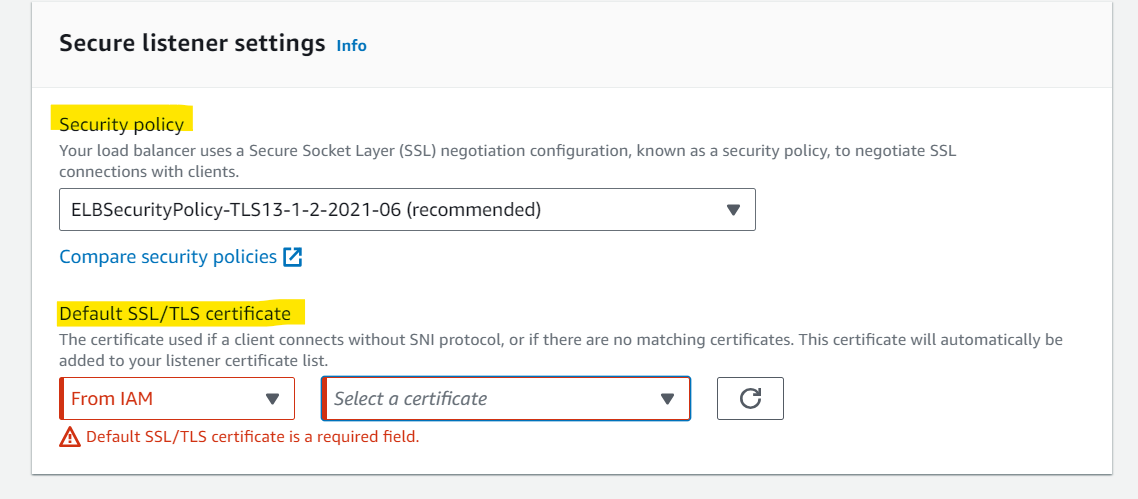 Secure listener settings Info
Security policy
Your load balancer uses a Secure Socket Layer (SSL) negotiation configuration, known as a security policy, to negotiate SSL
connections with clients.
ELBSecurityPolicy-TLS13-1-2-2021-06 (recommended)
Compare security policies
Default SSL/TLS certificate
The certificate used if a client connects without SNI protocol, or if there are no matching certificates. This certificate will automatically be
added to your listener certificate list.
From IAM Select a certificate
Default SSL/TLS certificate is a required field.